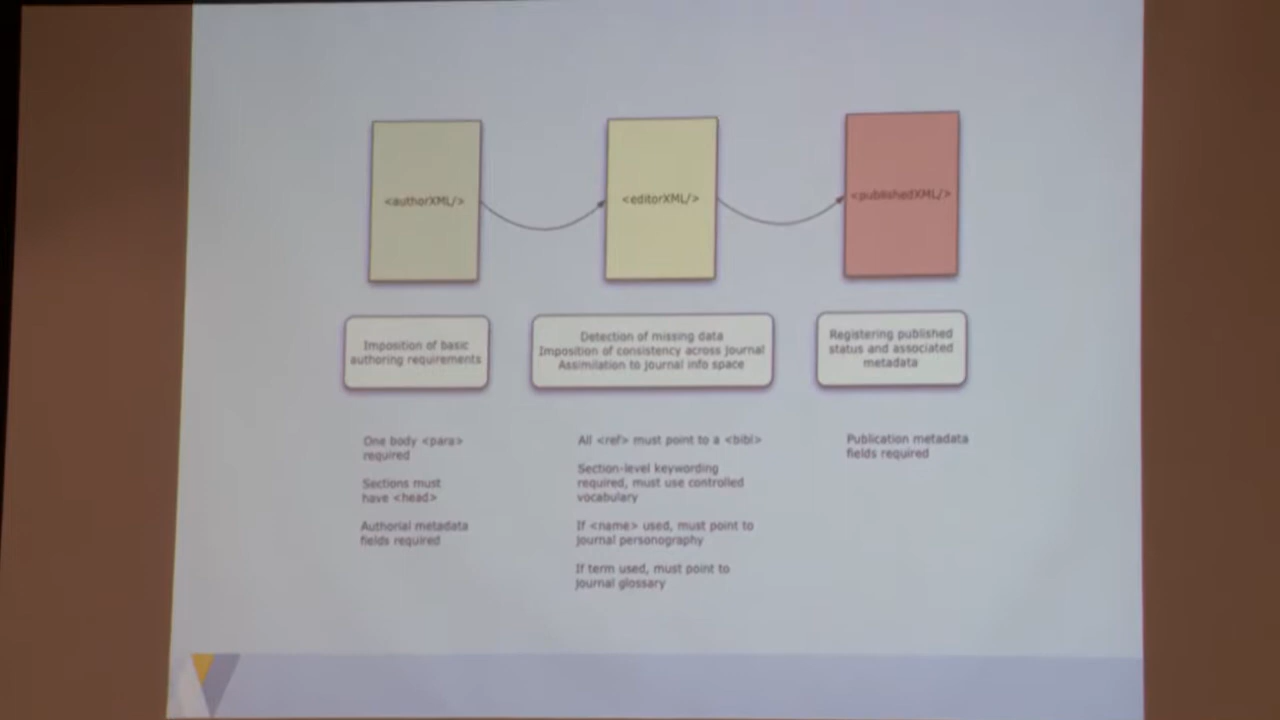 <authorXML/>
<editorXML/>
<publishedXML/>
Imposition of basic
authoring requirements
Detection of missing data
Imposition of consistency across journal
Assimilation to journal info space
Registering published
status and associated
metadata
One body <para>
required
Sections must
have <head>
Authorial metadata
fields required
All <ref> must point to a <bibl>
Section-level keywording
required, must use controlled
vocabulary
If <name> used, must point to
journal personography
If term used, must point to
journal glossary
Publication metadata
fields required